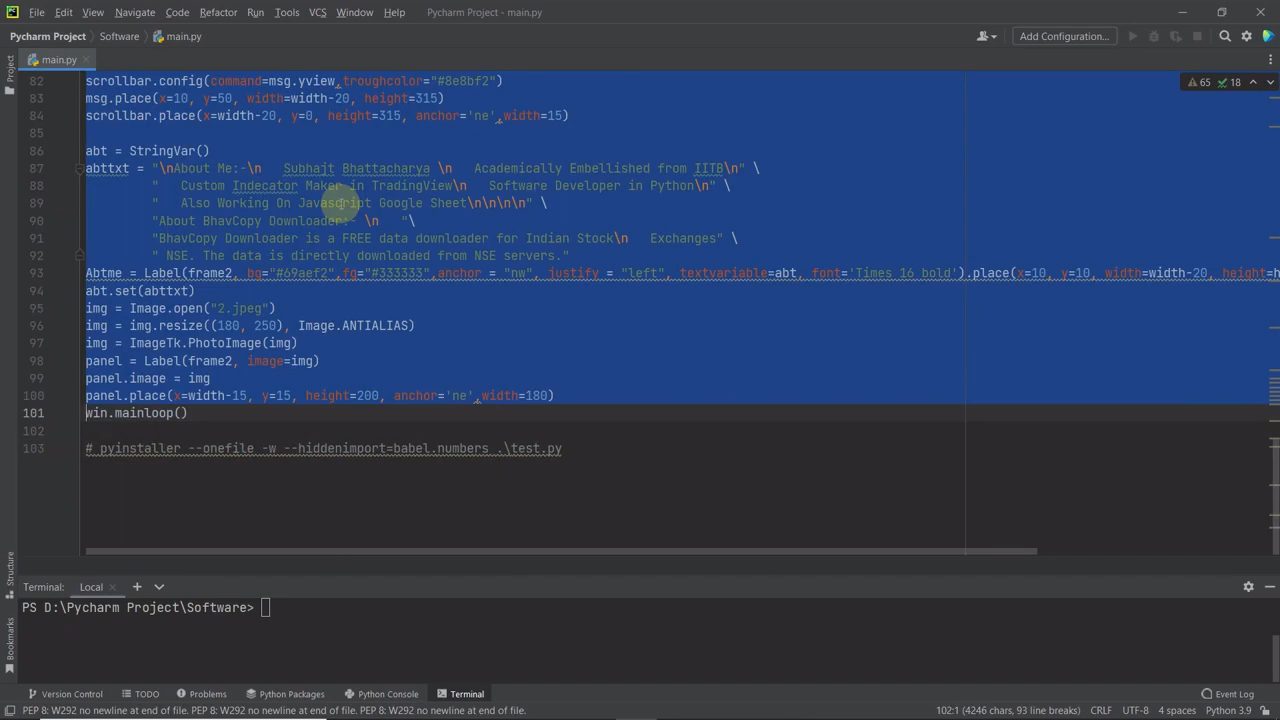 File Edit View Navigate Code Refactor Run Tools VCS Window Help Pycharm Project - main.py
Pycharm Project Software main.py Add Configuration...
Project main.py
65 18
82 scrollbar.config(command=msg.yview,troughcolor="#8e8bf2")
83 msg.place(x=10, y=50, width=width-20, height=315)
84 scrollbar.place(x=width-20, y=0, height=315, anchor='ne',width=15)
85
86 abt = StringVar()
87 abttxt = "\nAbout Me:-\n   Subhajt Bhattacharya \n   Academically Embellished from IITB\n" \
88 "   Custom Indecator Maker in TradingView\n   Software Developer in Python\n" \
89 "   Also Working On Javascript Google Sheet\n\n\n\n" \
90 "About BhavCopy Downloader:- \n   "\
91 "BhavCopy Downloader is a FREE data downloader for Indian Stock\n   Exchanges" \
92 " NSE. The data is directly downloaded from NSE servers."
93 Abtme = Label(frame2, bg="#69aef2",fg="#333333",anchor = "nw", justify = "left", textvariable=abt, font='Times 16 bold').place(x=10, y=10, width=width-20, height=h
94 abt.set(abttxt)
95 img = Image.open("2.jpeg")
96 img = img.resize((180, 250), Image.ANTIALIAS)
97 img = ImageTk.PhotoImage(img)
98 panel = Label(frame2, image=img)
99 panel.image = img
100 panel.place(x=width-15, y=15, height=200, anchor='ne',width=180)
101 win.mainloop()
102
103 # pyinstaller --onefile -w --hiddenimport=babel.numbers .\test.py
Structure
Bookmarks
Terminal: Local
PS D:\Pycharm Project\Software>
Version Control TODO Problems Python Packages Python Console Terminal Event Log
PEP 8: W292 no newline at end of file. PEP 8: W292 no newline at end of file. PEP 8: W292 no newline at end of file. 102:1 (4246 chars, 93 line breaks) CRLF UTF-8 4 spaces Python 3.9